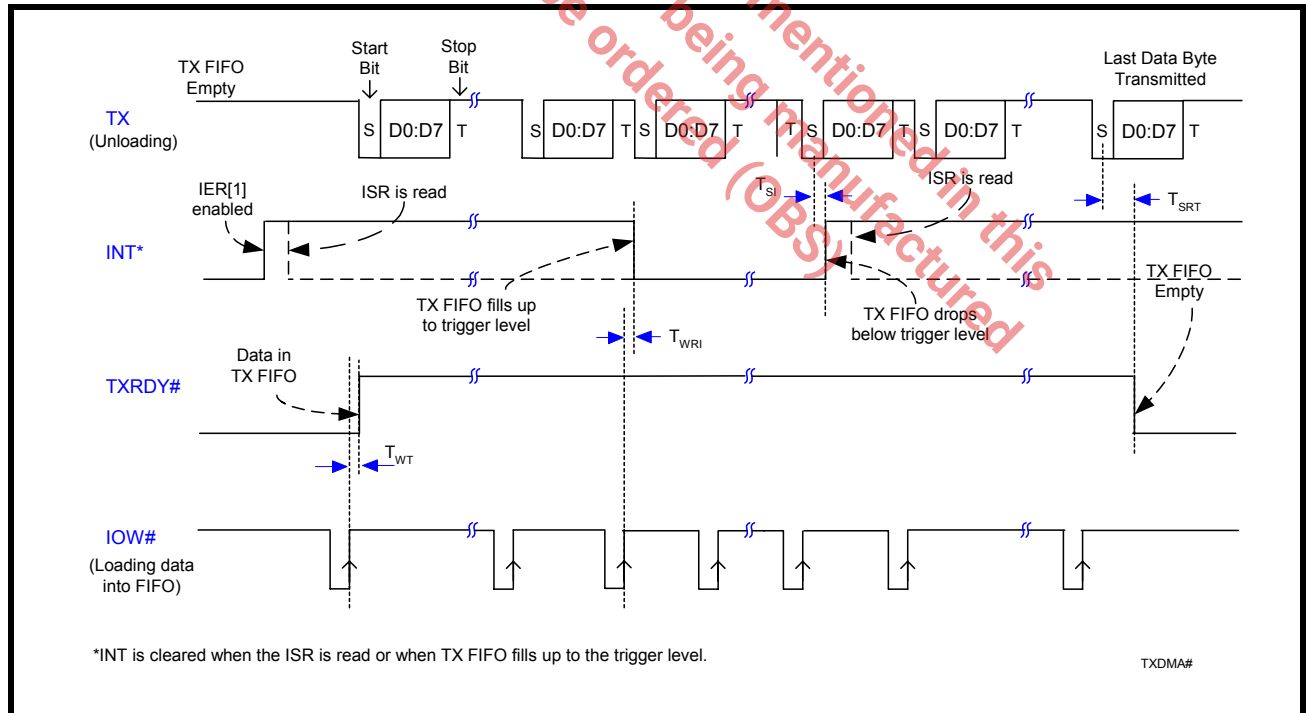 mentioned in this
being manufactured
be ordered (OBS)
Start
Bit
Stop
Bit
TX FIFO
Empty
Last Data Byte
Transmitted
TX
(Unloading)
S D0:D7 T S D0:D7 T S D0:D7 T T S D0:D7 T S D0:D7 T S D0:D7 T
IER[1]
enabled
ISR is read
TSI
ISR is read
TSRT
INT*
TX FIFO fills up
to trigger level
TX FIFO drops
below trigger level
TX FIFO
Empty
TWRI
Data in
TX FIFO
TXRDY#
TWT
IOW#
(Loading data
into FIFO)
*INT is cleared when the ISR is read or when TX FIFO fills up to the trigger level.
TXDMA#